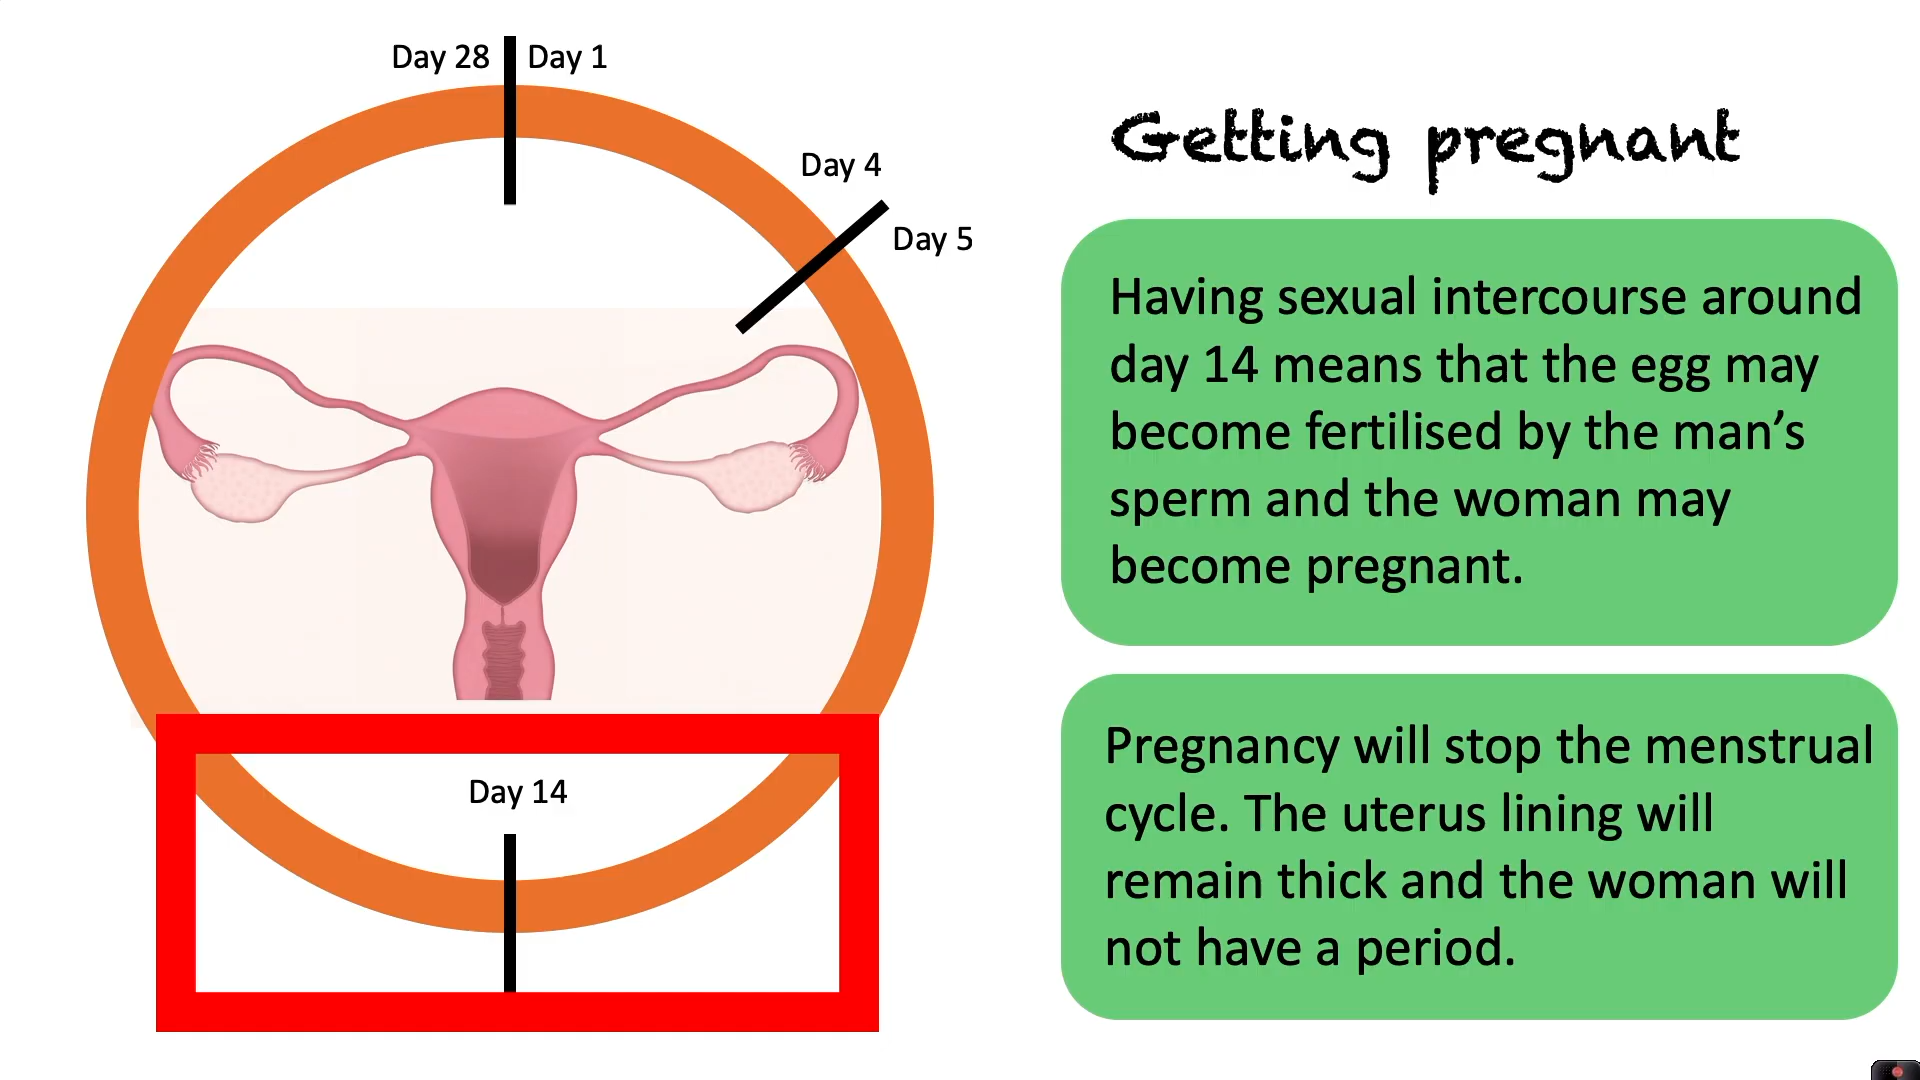 Day 28
Day 1
Day 4
Day 5
Day 14
Getting pregnant
Having sexual intercourse around
day 14 means that the egg may
become fertilised by the man’s
sperm and the woman may
become pregnant.
Pregnancy will stop the menstrual
cycle. The uterus lining will
remain thick and the woman will
not have a period.